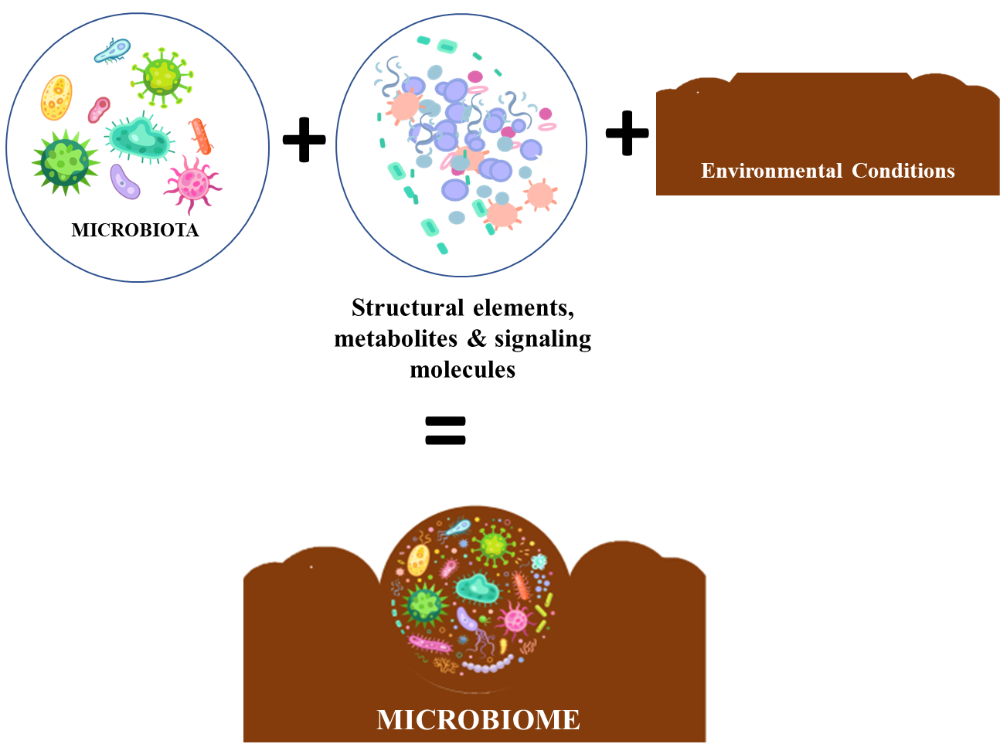 MICROBIOTA
Environmental Conditions
Structural elements,
metabolites & signaling
molecules
MICROBIOME